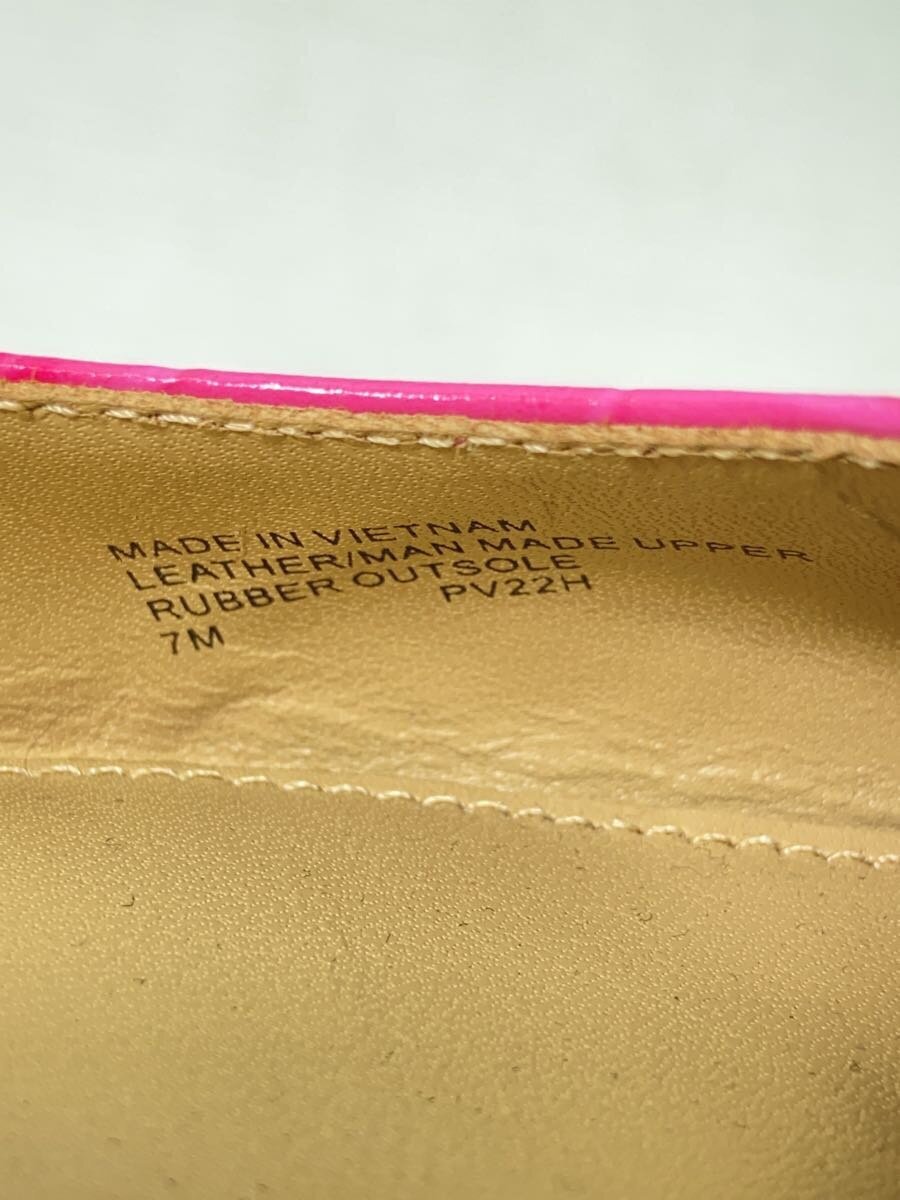 MADE IN VIETNAM
LEATHER/MAN MADE UPPER
RUBBER OUTSOLE
7M PV22H